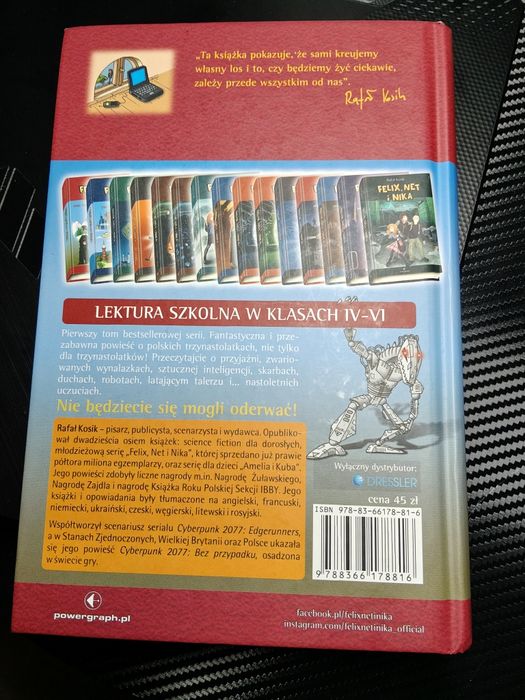 „Ta książka pokazuje, że sami kreujemy
własny los i to, czy będziemy żyć ciekawie,
zależy przede wszystkim od nas”.
Rafał Kosik
FELIX, NET
i NIKA
LEKTURA SZKOLNA W KLASACH IV–VI
Pierwszy tom bestsellerowej serii. Fantastyczna i prze-
zabawna powieść o polskich trzynastolatkach, nie tylko
dla trzynastolatków! Przeczytajcie o przyjaźni, zwario-
wanych wynalazkach, sztucznej inteligencji, skarbach,
duchach, robotach, latającym talerzu i... nastoletnich
uczuciach.
Nie będziecie się mogli oderwać!
Rafał Kosik – pisarz, publicysta, scenarzysta i wydawca. Opubliko-
wał dwadzieścia osiem książek: science fiction dla dorosłych,
młodzieżową serię „Felix, Net i Nika”, której sprzedano już prawie
półtora miliona egzemplarzy, oraz serię dla dzieci „Amelia i Kuba”.
Jego powieści zdobyły liczne nagrody m.in. Nagrodę Żuławskiego,
Nagrodę Zajdla i nagrodę Książka Roku Polskiej Sekcji IBBY. Jego
książki i opowiadania były tłumaczone na angielski, francuski,
niemiecki, ukraiński, czeski, węgierski, litewski i rosyjski.
Współtworzył scenariusz serialu Cyberpunk 2077: Edgerunners,
a w Stanach Zjednoczonych, Wielkiej Brytanii oraz Polsce ukazała
się jego powieść Cyberpunk 2077: Bez przypadku, osadzona
w świecie gry.
Wyłączny dystrybutor:
DRESSLER
cena 45 zł
ISBN 978-83-66178-81-6
9 788366 178816
powergraph.pl
facebook.pl/felixnetinika
instagram.com/felixnetinika_official